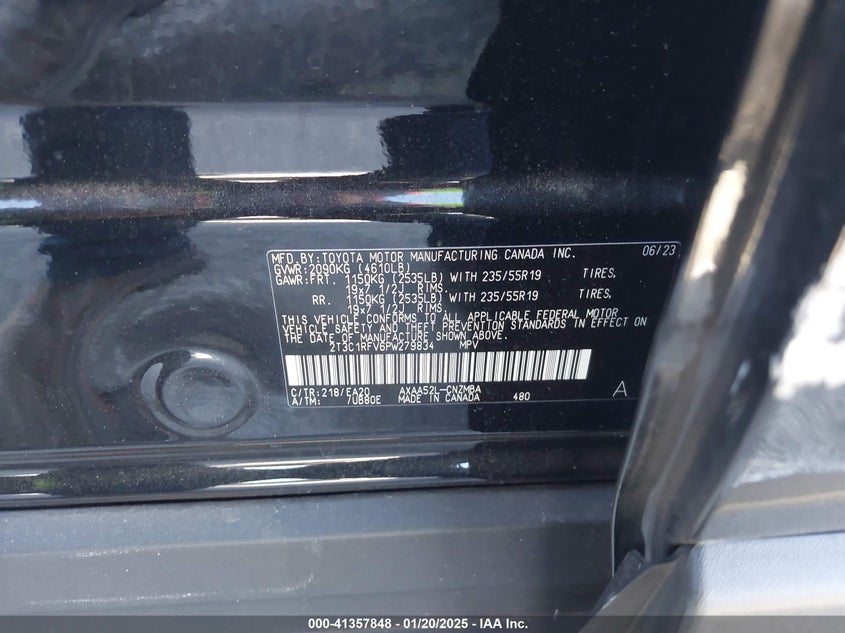 MFD.BY:TOYOTA MOTOR MANUFACTURING CANADA INC. 06/23
GVWR:2090KG (4610LB)
GAWR:FRT. 1150KG (2535LB) WITH 235/55R19 TIRES,
19x7 1/2J RIMS.
RR. 1150KG (2535LB) WITH 235/55R19 TIRES,
19x7 1/2J RIMS.
THIS VEHICLE CONFORMS TO ALL APPLICABLE FEDERAL MOTOR
VEHICLE SAFETY AND THEFT PREVENTION STANDARDS IN EFFECT ON
THE DATE OF MANUFACTURE SHOWN ABOVE.
2T3C1RFV6PW279834 MPV
C/TR:218/EA20 AXAA52L-CNZMBA
A/TM: /UB80E MADE IN CANADA 480 A
000-41357848 - 01/20/2025 - IAA Inc.